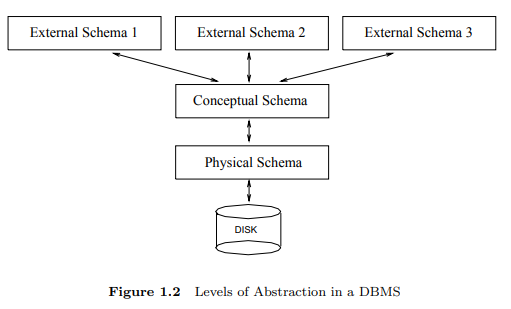 External Schema 1
External Schema 2
External Schema 3
Conceptual Schema
Physical Schema
DISK
Figure 1.2 Levels of Abstraction in a DBMS